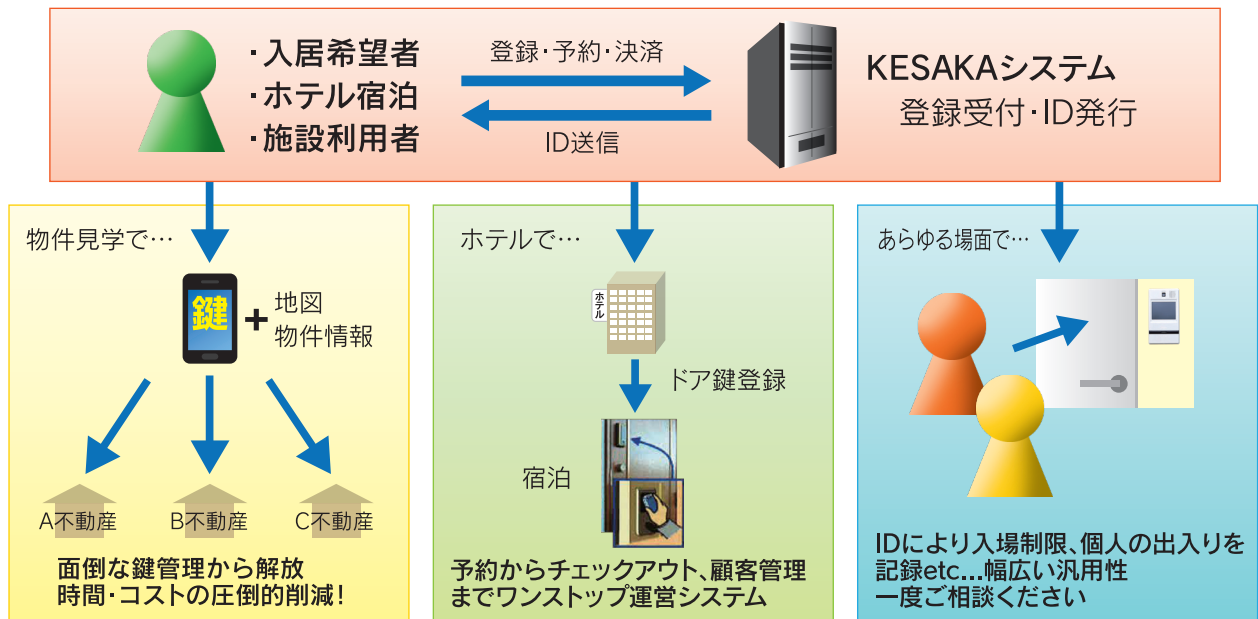 ・入居希望者
・ホテル宿泊
・施設利用者
登録・予約・決済
ID送信
KESAKAシステム
登録受付・ID発行
物件見学で…
鍵
+
地図
物件情報
A不動産
B不動産
C不動産
面倒な鍵管理から解放
時間・コストの圧倒的削減！
ホテルで…
ホテル
ドア鍵登録
宿泊
予約からチェックアウト、顧客管理
までワンストップ運営システム
あらゆる場面で…
IDにより入場制限、個人の出入りを
記録etc...幅広い汎用性
一度ご相談ください